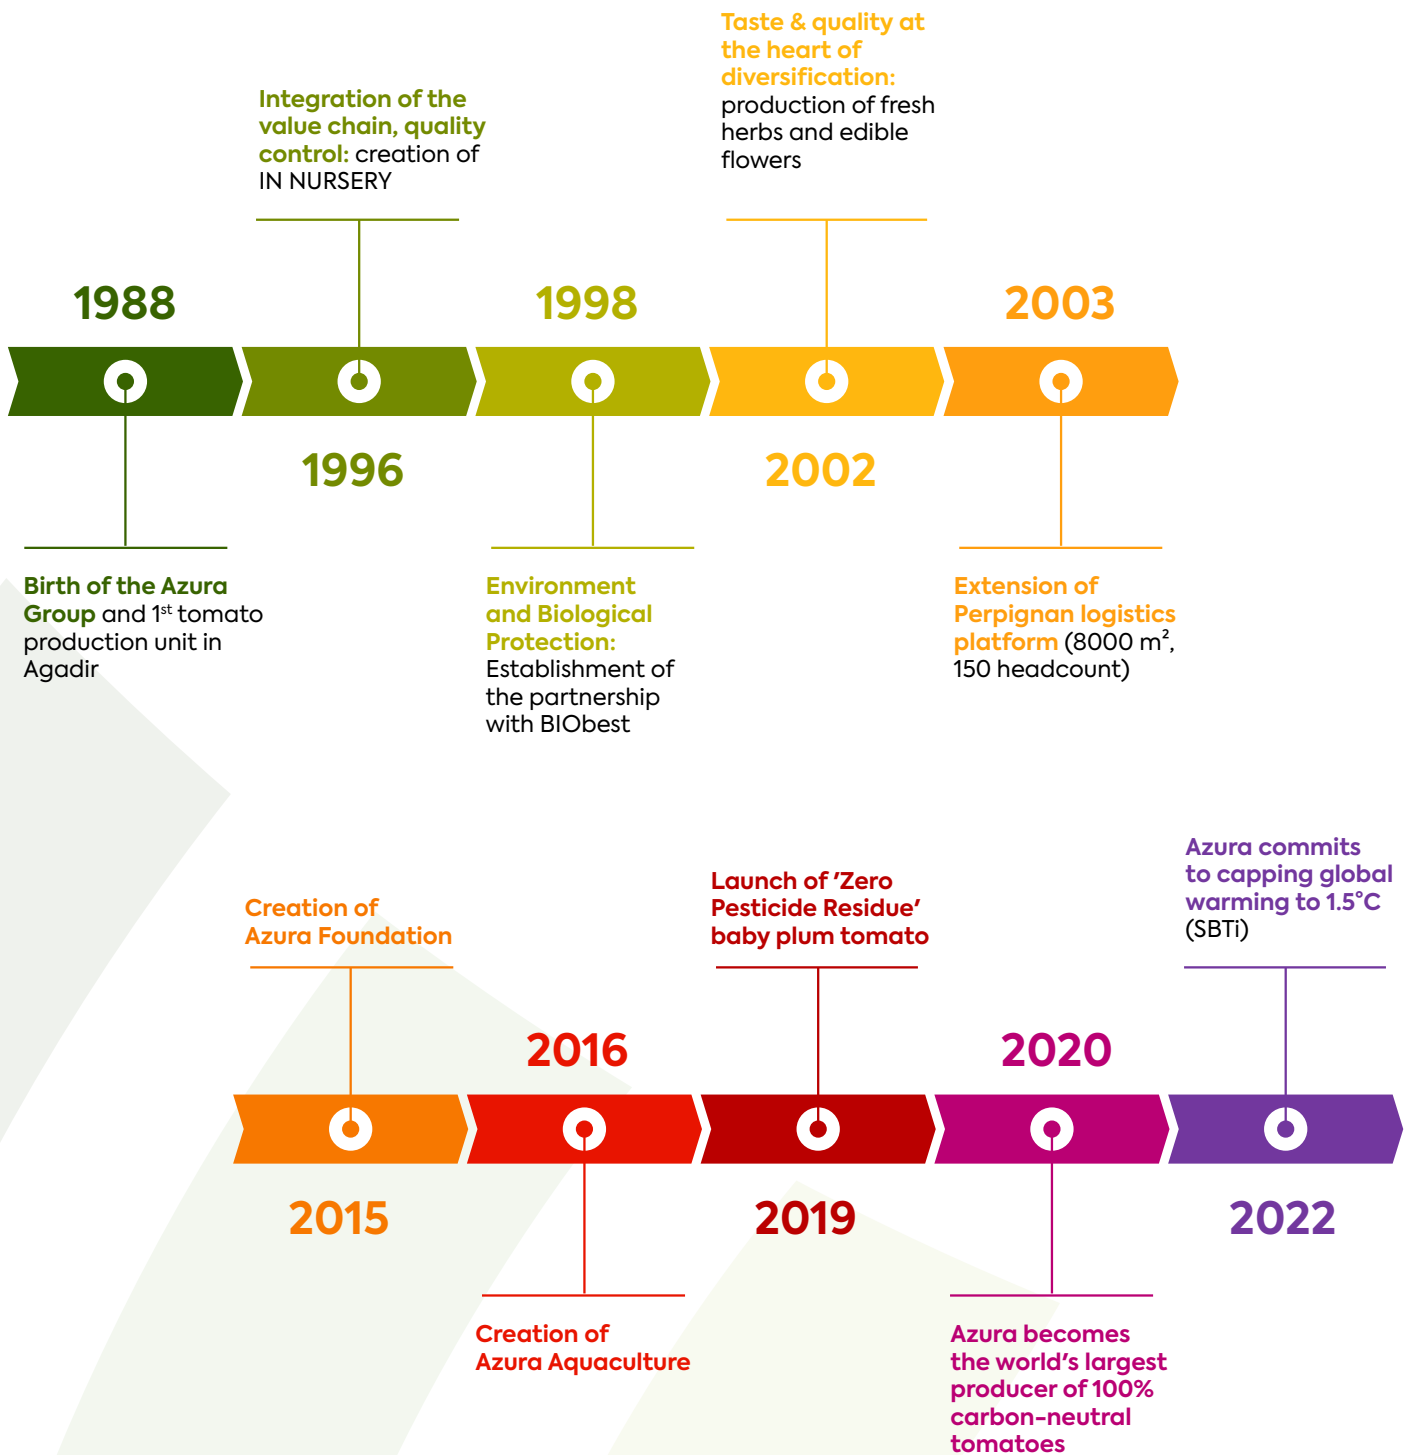 Taste & quality at
the heart of
diversification:
production of fresh
herbs and edible
flowers
Integration of the
value chain, quality
control: creation of
IN NURSERY
1988
1998
2003
1996
2002
Birth of the Azura
Group and 1st tomato
production unit in
Agadir
Environment
and Biological
Protection:
Establishment of
the partnership
with BIObest
Extension of
Perpignan logistics
platform (8000 m²,
150 headcount)
Creation of
Azura Foundation
Launch of 'Zero
Pesticide Residue'
baby plum tomato
Azura commits
to capping global
warming to 1.5°C
(SBTi)
2016
2020
2015
2019
2022
Creation of
Azura Aquaculture
Azura becomes
the world's largest
producer of 100%
carbon-neutral
tomatoes